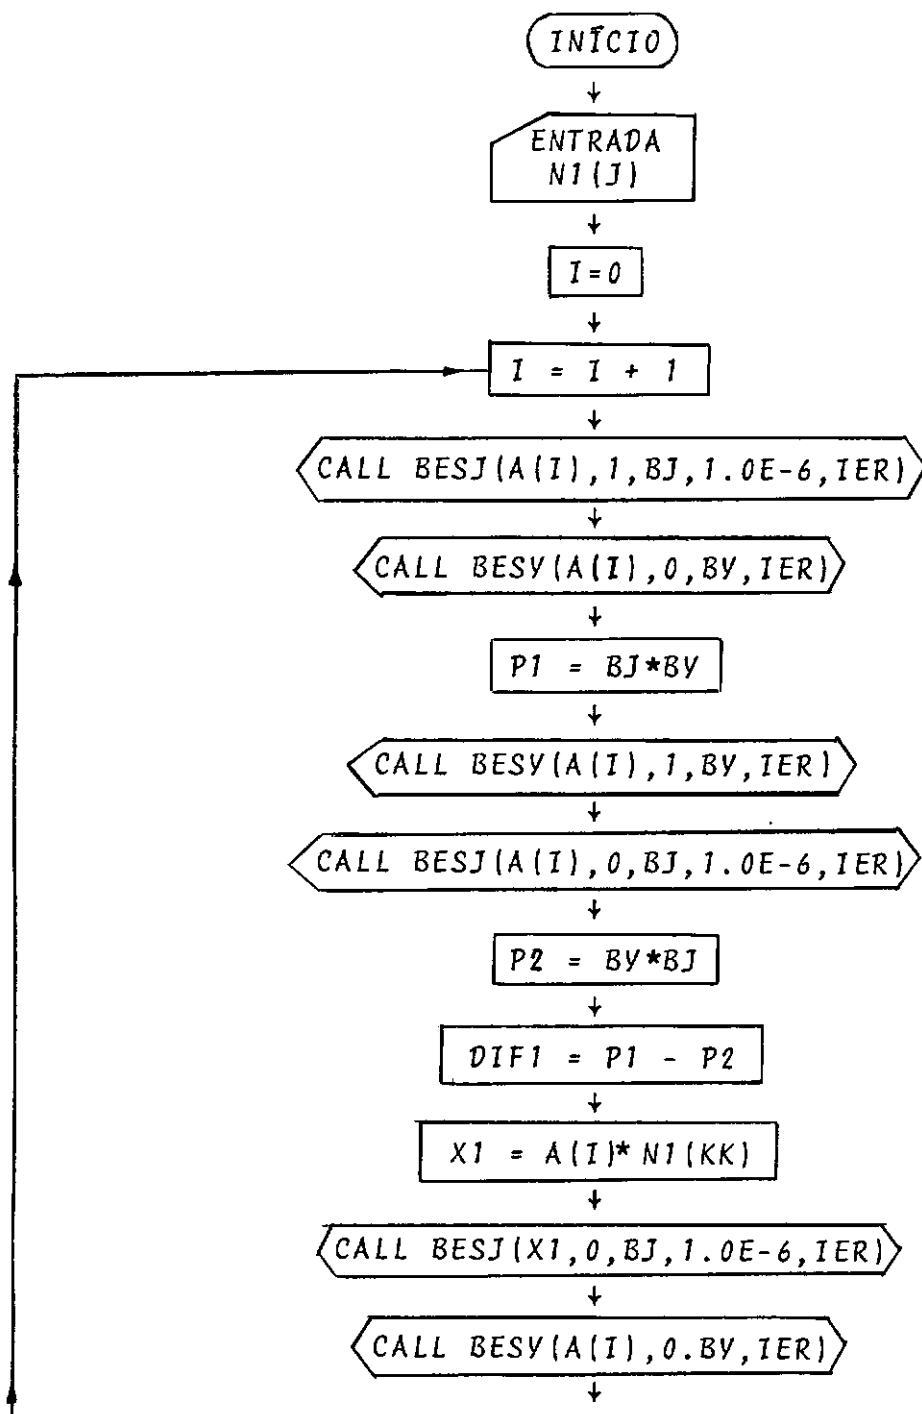 INÍCIO
ENTRADA
N1(J)
I=0
I = I + 1
CALL BESJ(A(I),1,BJ,1.0E-6,IER)
CALL BESY(A(I),0,BY,IER)
P1 = BJ*BY
CALL BESY(A(I),1,BY,IER)
CALL BESJ(A(I),0,BJ,1.0E-6,IER)
P2 = BY*BJ
DIF1 = P1 - P2
X1 = A(I)* N1(KK)
CALL BESJ(X1,0,BJ,1.0E-6,IER)
CALL BESY(A(I),0.BY,IER)